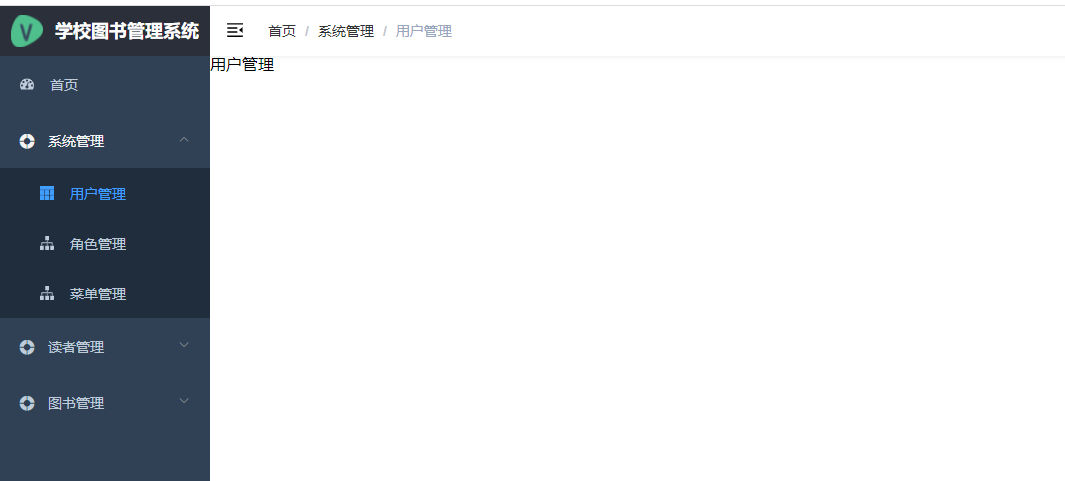 V 学校图书管理系统
首页 / 系统管理 / 用户管理
用户管理
首页
系统管理
用户管理
角色管理
菜单管理
读者管理
图书管理